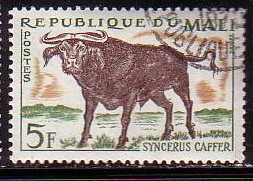 REPUBLIQUE DU MALI
POSTES
5F
SYNCERUS CAFFER